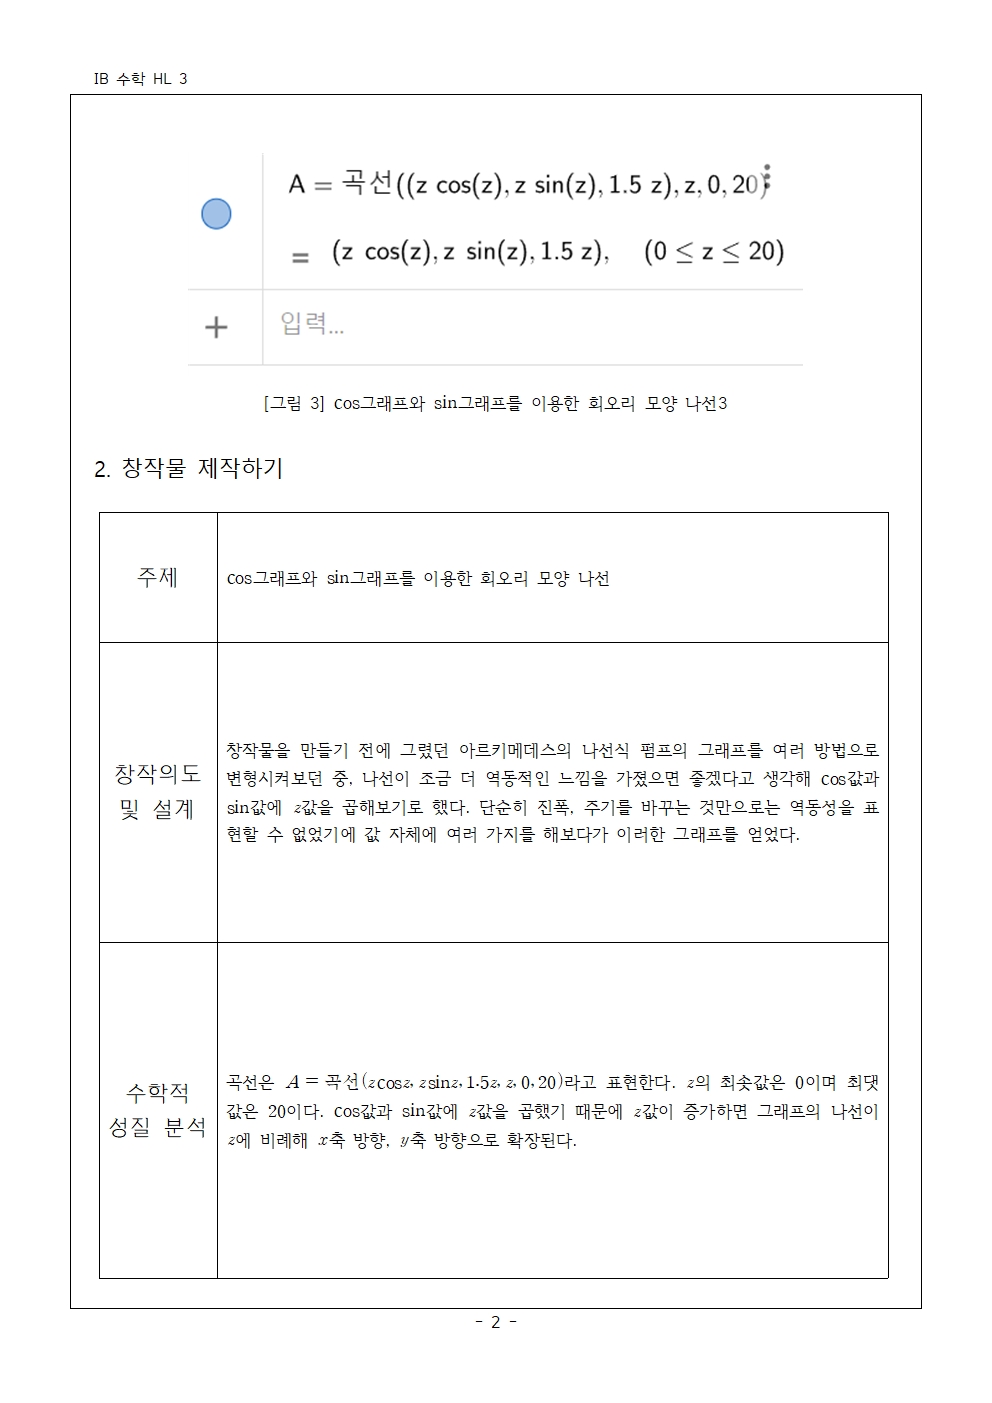 IB 수학 HL 3
A = 곡선((z cos(z), z sin(z), 1.5 z), z, 0, 20)
= (z cos(z), z sin(z), 1.5 z), (0 ≤ z ≤ 20)
+ 입력...
[그림 3] cos그래프와 sin그래프를 이용한 회오리 모양 나선3
2. 창작물 제작하기
주제
cos그래프와 sin그래프를 이용한 회오리 모양 나선
창작의도
및 설계
창작물을 만들기 전에 그렸던 아르키메데스의 나선식 펌프의 그래프를 여러 방법으로
변형시켜보던 중, 나선이 조금 더 역동적인 느낌을 가졌으면 좋겠다고 생각해 cos값과
sin값에 z값을 곱해보기로 했다. 단순히 진폭, 주기를 바꾸는 것만으로는 역동성을 표
현할 수 없었기에 값 자체에 여러 가지를 해보다가 이러한 그래프를 얻었다.
수학적
성질 분석
곡선은 A = 곡선(zcosz, zsinz, 1.5z, z, 0, 20)라고 표현한다. z의 최솟값은 0이며 최댓
값은 20이다. cos값과 sin값에 z값을 곱했기 때문에 z값이 증가하면 그래프의 나선이
z에 비례해 x축 방향, y축 방향으로 확장된다.
- 2 -